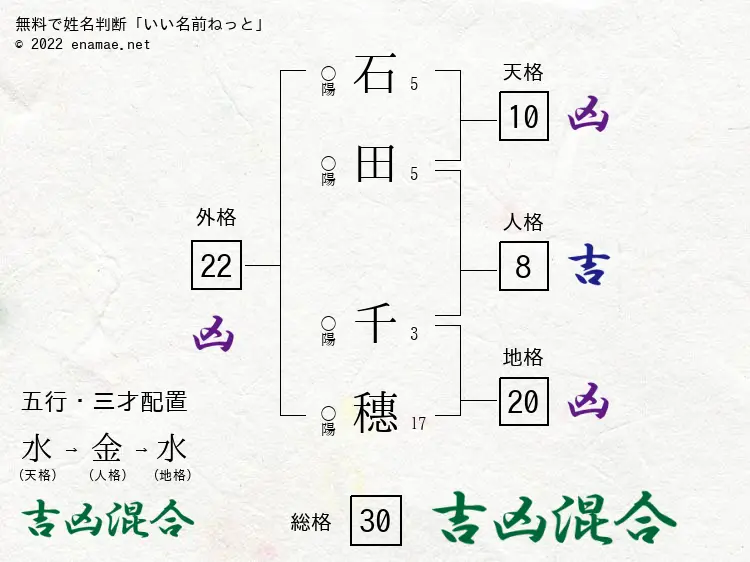 無料で姓名判断「いい名前ねっと」
© 2022 enamae.net
天格
10 凶
○陽 石 5
○陽 田 5
外格
22
凶
人格
8 吉
○陽 千 3
○陽 穗 17
地格
20 凶
五行・三才配置
水→金→水
(天格) (人格) (地格)
吉凶混合
総格 30 吉凶混合